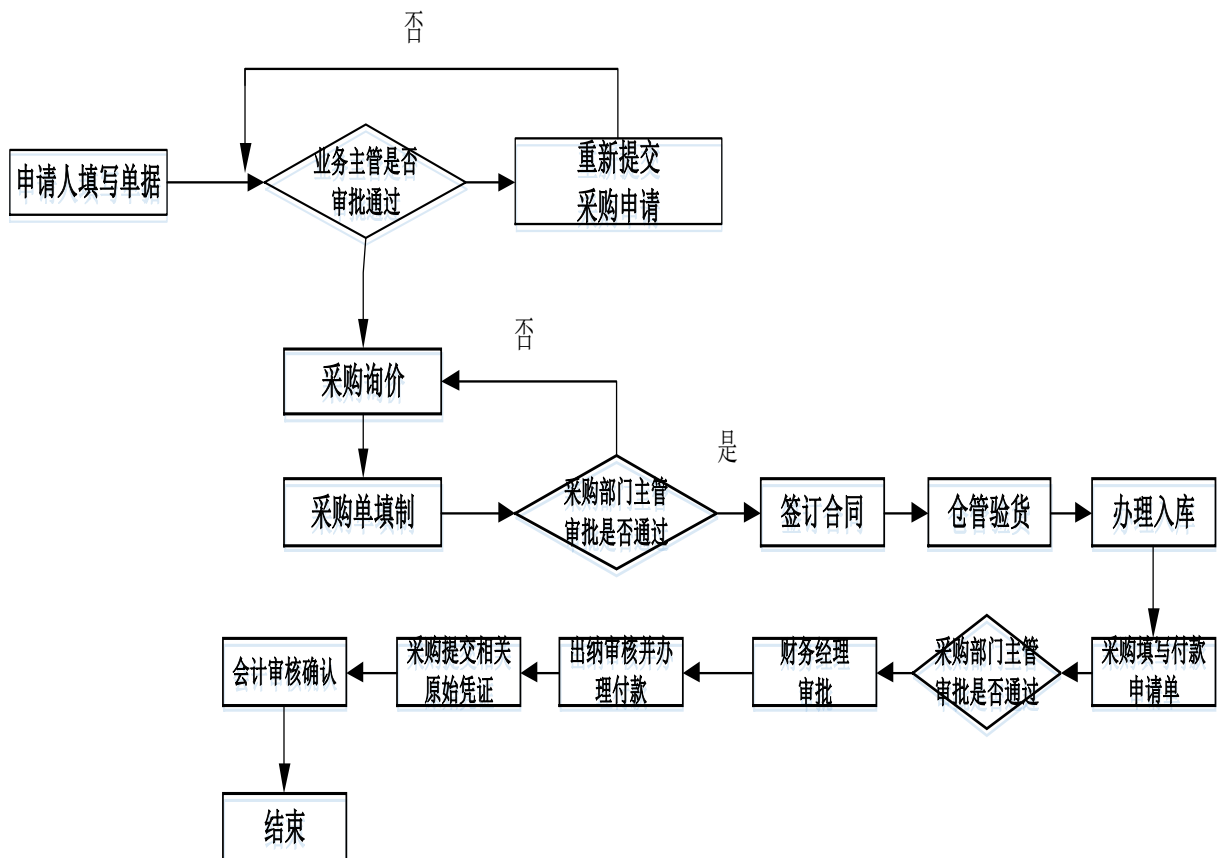 否
申请人填写单据
业务主管是否
审批通过
重新提交
采购申请
否
采购询价
是
采购单填制
采购部门主管
审批是否通过
签订合同
仓管验货
办理入库
会计审核确认
采购提交相关
原始凭证
出纳审核并办
理付款
财务经理
审批
采购部门主管
审批是否通过
采购填写付款
申请单
结束